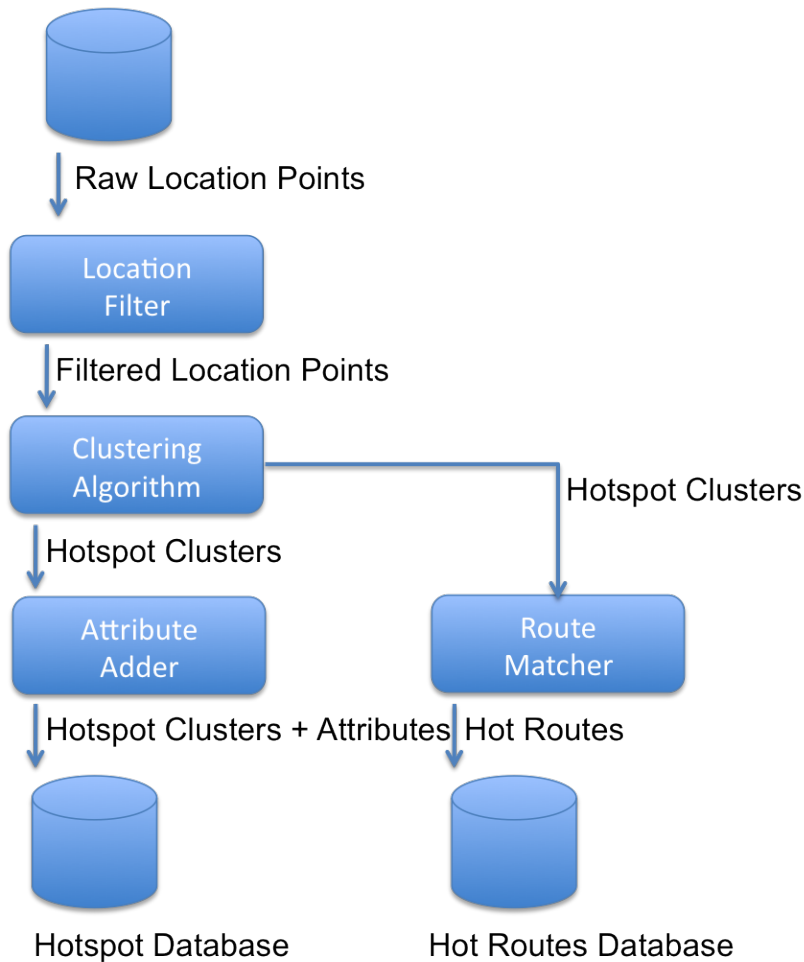 Raw Location Points
Location
Filter
Filtered Location Points
Clustering
Algorithm
Hotspot Clusters
Hotspot Clusters
Attribute
Adder
Route
Matcher
Hotspot Clusters + Attributes
Hot Routes
Hotspot Database
Hot Routes Database